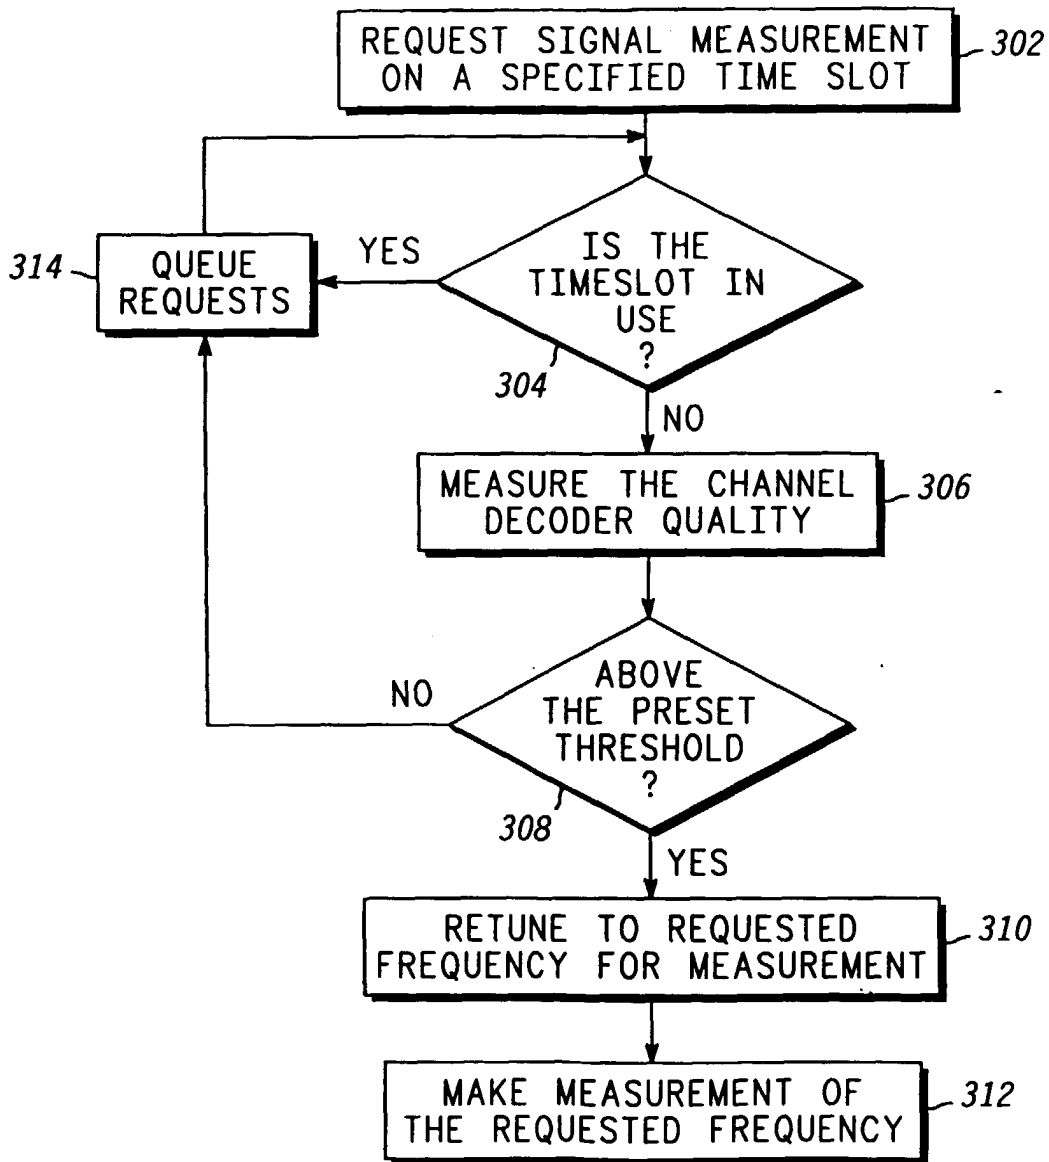 REQUEST SIGNAL MEASUREMENT
ON A SPECIFIED TIME SLOT
302
314
QUEUE
REQUESTS
YES
IS THE
TIMESLOT IN
USE
?
304
NO
MEASURE THE CHANNEL
DECODER QUALITY
306
NO
ABOVE
THE PRESET
THRESHOLD
?
308
YES
RETUNE TO REQUESTED
FREQUENCY FOR MEASUREMENT
310
MAKE MEASUREMENT OF
THE REQUESTED FREQUENCY
312